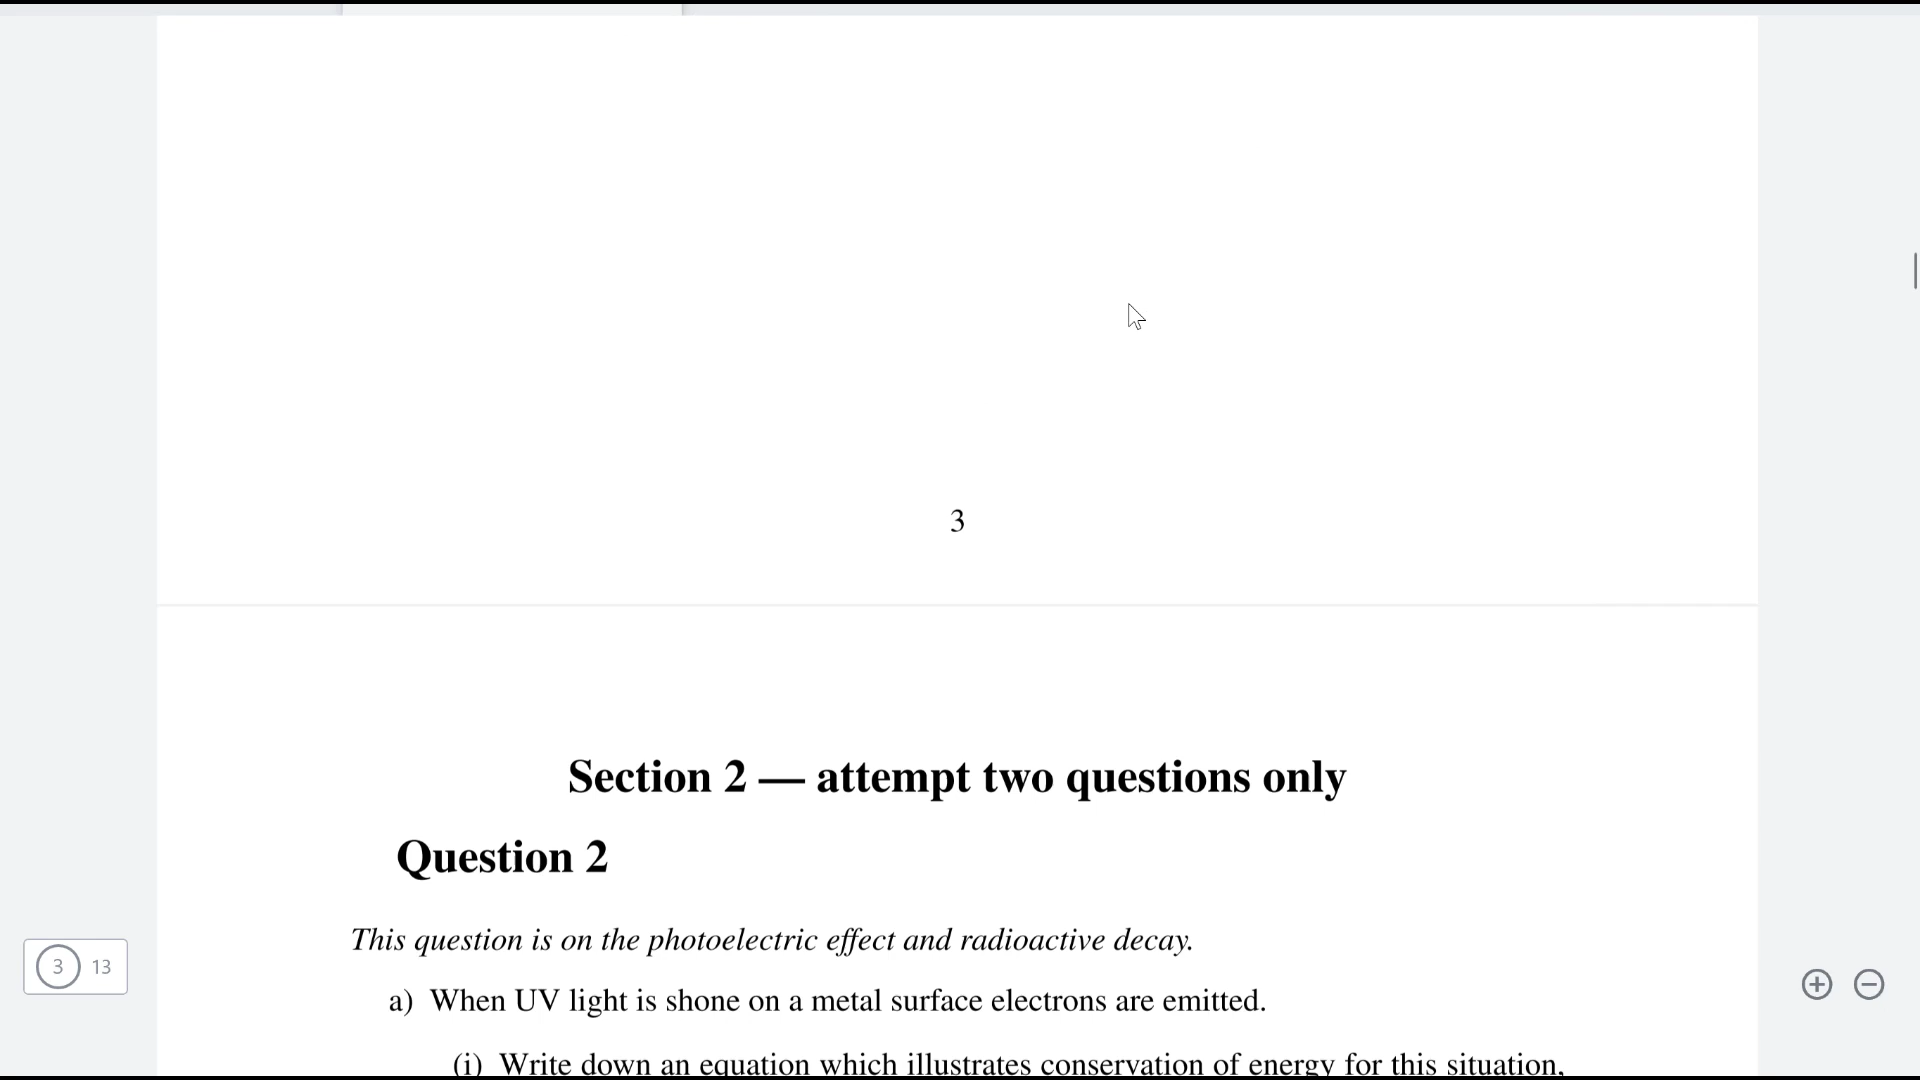 3
Section 2 — attempt two questions only
Question 2
This question is on the photoelectric effect and radioactive decay.
a) When UV light is shone on a metal surface electrons are emitted.
(i) Write down an equation which illustrates conservation of energy for this situation,
3 13